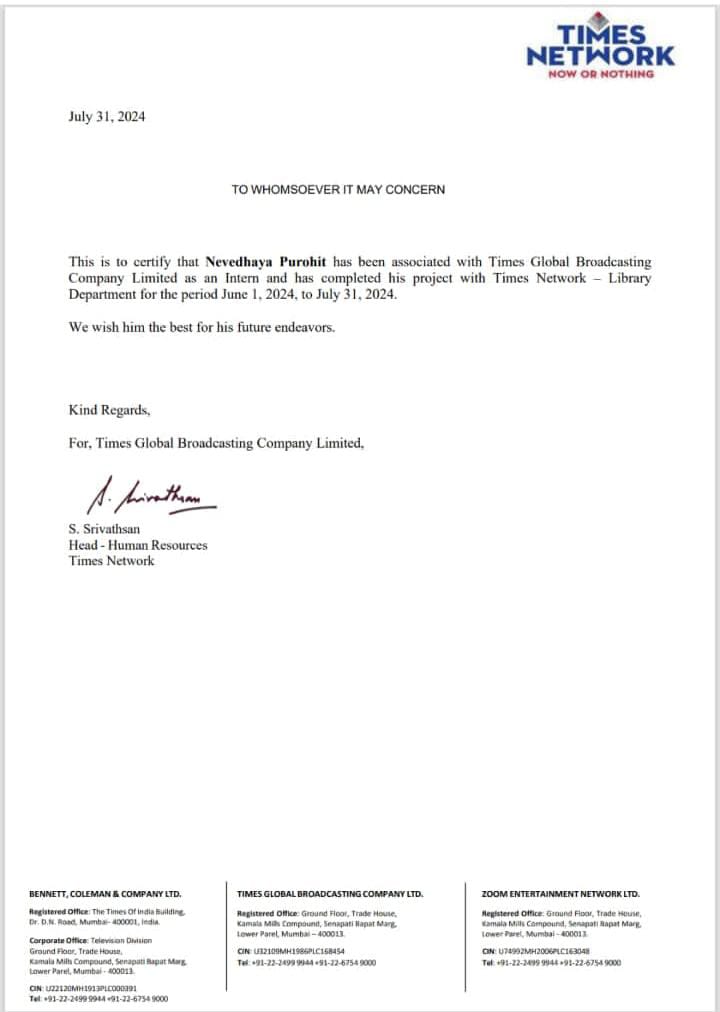 TIMES
NETWORK
NOW OR NOTHING
July 31, 2024
TO WHOMSOEVER IT MAY CONCERN
This is to certify that Nevedhaya Purohit has been associated with Times Global Broadcasting
Company Limited as an Intern and has completed his project with Times Network – Library
Department for the period June 1, 2024, to July 31, 2024.
We wish him the best for his future endeavors.
Kind Regards,
For, Times Global Broadcasting Company Limited,
S. Srivathsan
S. Srivathsan
Head - Human Resources
Times Network
BENNETT, COLEMAN & COMPANY LTD.
Registered Office: The Times Of India Building,
Dr. D.N. Road, Mumbai- 400001, India.
Corporate Office: Television Division
Ground Floor, Trade House,
Kamala Mills Compound, Senapati Bapat Marg,
Lower Parel, Mumbai - 400013.
CIN: U22120MH1913PLC000391
Tel: +91-22-2499 9944 +91-22-6754 9000
TIMES GLOBAL BROADCASTING COMPANY LTD.
Registered Office: Ground Floor, Trade House,
Kamala Mills Compound, Senapati Bapat Marg,
Lower Parel, Mumbai – 400013.
CIN: U32109MH1986PLC168454
Tel: +91-22-2499 9944 +91-22-6754 9000
ZOOM ENTERTAINMENT NETWORK LTD.
Registered Office: Ground Floor, Trade House,
Kamala Mills Compound, Senapati Bapat Marg,
Lower Parel, Mumbai - 400013.
CIN: U74992MH2006PLC163048
Tel: +91-22-2499 9944 +91-22-6754 9000